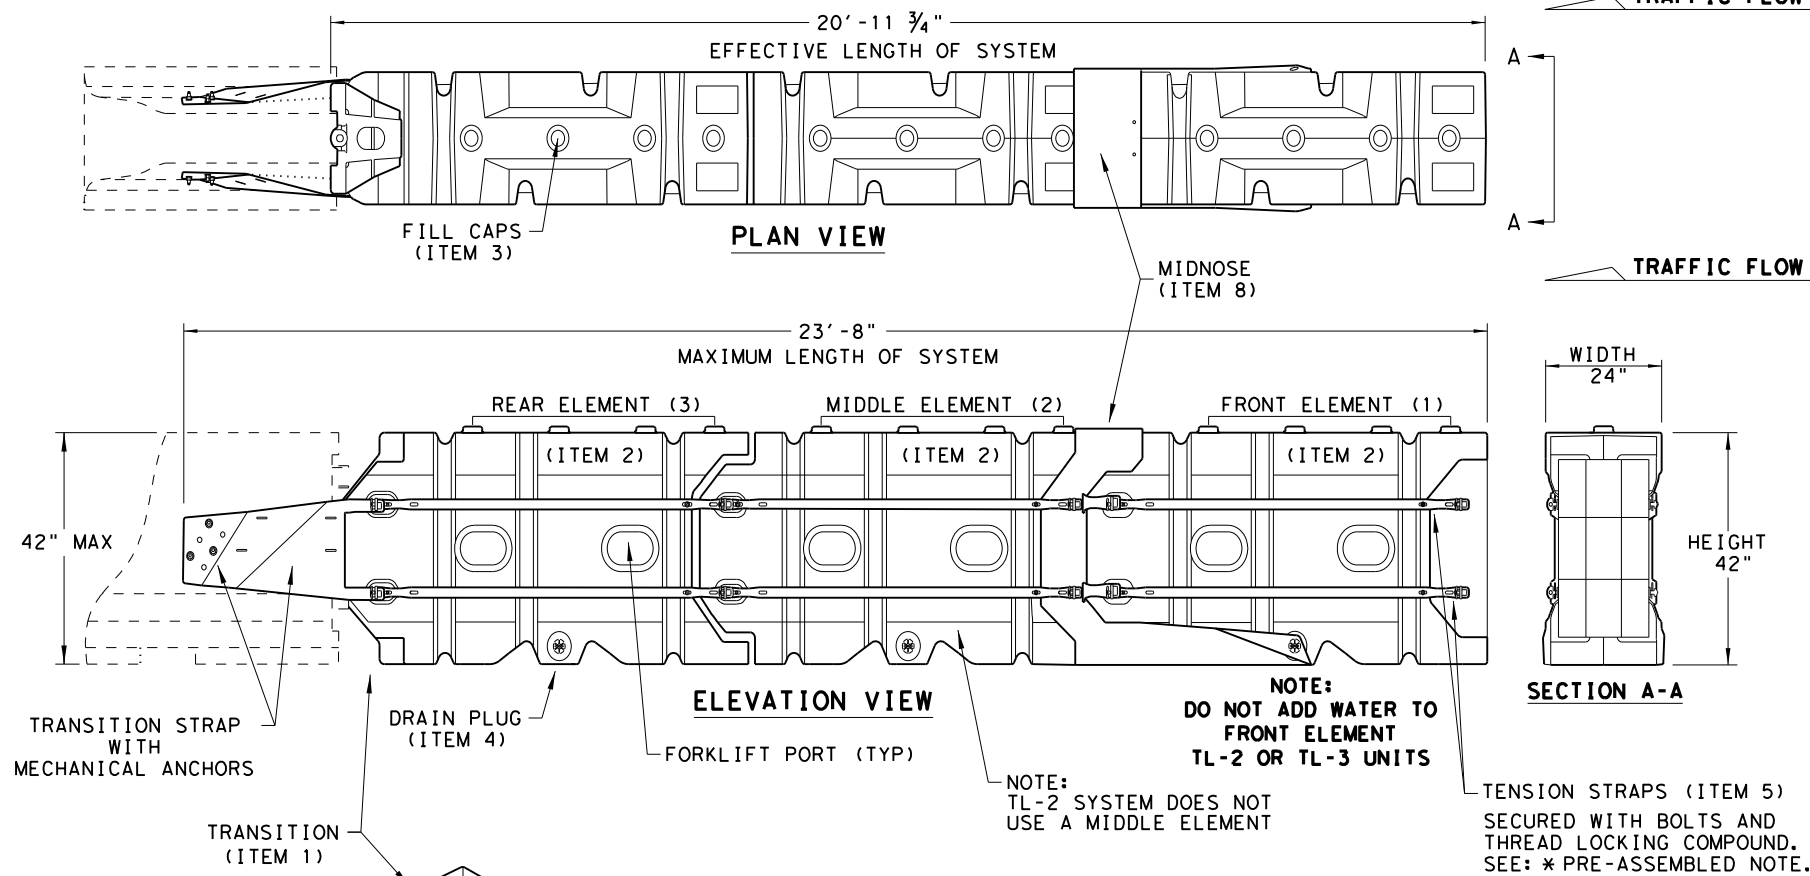 TRAFFIC FLOW
20'-11 ¾"
EFFECTIVE LENGTH OF SYSTEM
A
A
FILL CAPS
(ITEM 3)
PLAN VIEW
MIDNOSE
(ITEM 8)
TRAFFIC FLOW
23'-8"
MAXIMUM LENGTH OF SYSTEM
WIDTH
24"
REAR ELEMENT (3)
MIDDLE ELEMENT (2)
FRONT ELEMENT (1)
(ITEM 2)
(ITEM 2)
(ITEM 2)
42" MAX
HEIGHT
42"
ELEVATION VIEW
SECTION A-A
NOTE:
DO NOT ADD WATER TO
FRONT ELEMENT
TL-2 OR TL-3 UNITS
TRANSITION STRAP
WITH
MECHANICAL ANCHORS
DRAIN PLUG
(ITEM 4)
FORKLIFT PORT (TYP)
NOTE:
TL-2 SYSTEM DOES NOT
USE A MIDDLE ELEMENT
TENSION STRAPS (ITEM 5)
SECURED WITH BOLTS AND
THREAD LOCKING COMPOUND.
SEE: * PRE-ASSEMBLED NOTE.
TRANSITION
(ITEM 1)